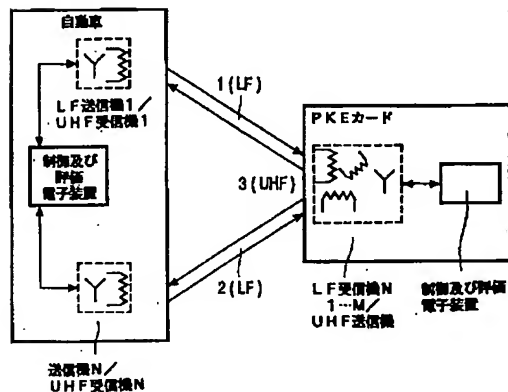 自動車
LF送信機1/
UHF受信機1
制御及び
評価
電子装置
送信機N/
UHF受信機N
1(LF)
3(UHF)
2(LF)
PKEカード
LF受信機N
1…M/
UHF送信機
制御及び評価
電子装置